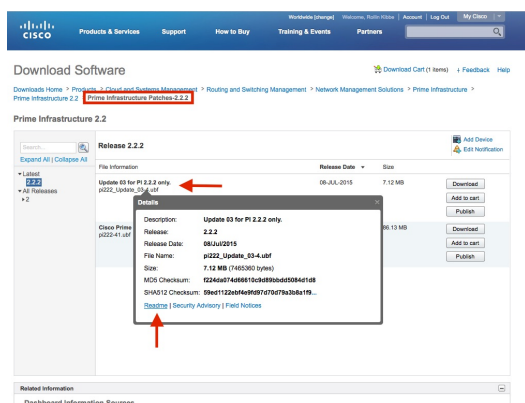 Worldwide [change] Welcome, Rollin Kibbe Account Log Out My Cisco
CISCO Products & Services Support How to Buy Training & Events Partners
Download Software
Download Cart (1 items) + Feedback Help
Downloads Home > Products > Cloud and Systems Management > Routing and Switching Management > Network Management Solutions > Prime Infrastructure >
Prime Infrastructure 2.2 Prime Infrastructure Patches-2.2.2
Prime Infrastructure 2.2
Search...
Expand All | Collapse All
Latest
2.2.2
All Releases
2
Release 2.2.2
Add Device
Edit Notification
File Information Release Date Size
Update 03 for PI 2.2.2 only. 08-JUL-2015 7.12 MB
pi222_Update_03-4.ubf
Download
Add to cart
Publish
Cisco Prime 86.13 MB
pi222-41.ubf
Download
Add to cart
Publish
Details
Description: Update 03 for PI 2.2.2 only.
Release: 2.2.2
Release Date: 08/Jul/2015
File Name: pi222_Update_03-4.ubf
Size: 7.12 MB (7465360 bytes)
MD5 Checksum: f224da074d66610c9d89bbdd5084d1d8
SHA512 Checksum: 59ed1122ebf4e9fd97d70d79a3b8a1f9...
Readme | Security Advisory | Field Notices
Related Information
Dashboard Information Sources